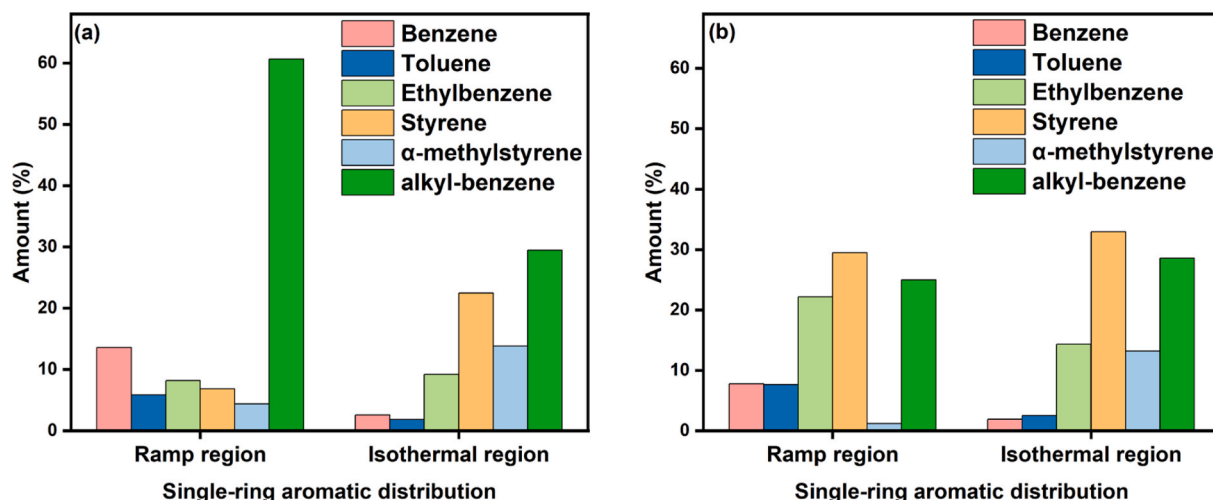 (a)
Benzene
Toluene
Ethylbenzene
Styrene
α-methylstyrene
alkyl-benzene
60
50
40
30
20
10
0
Amount (%)
Ramp region
Isothermal region
Single-ring aromatic distribution
(b)
Benzene
Toluene
Ethylbenzene
Styrene
α-methylstyrene
alkyl-benzene
60
50
40
30
20
10
0
Amount (%)
Ramp region
Isothermal region
Single-ring aromatic distribution